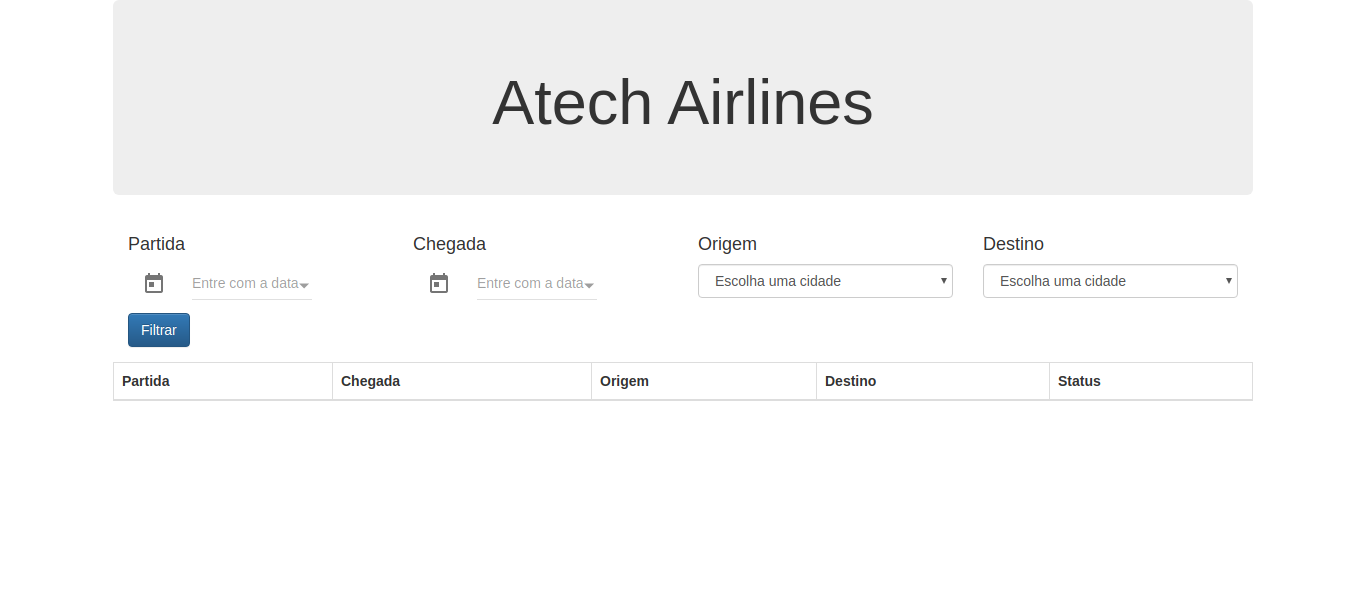 Atech Airlines
Partida Chegada Origem Destino
Entre com a data Entre com a data Escolha uma cidade Escolha uma cidade
Filtrar
Partida Chegada Origem Destino Status